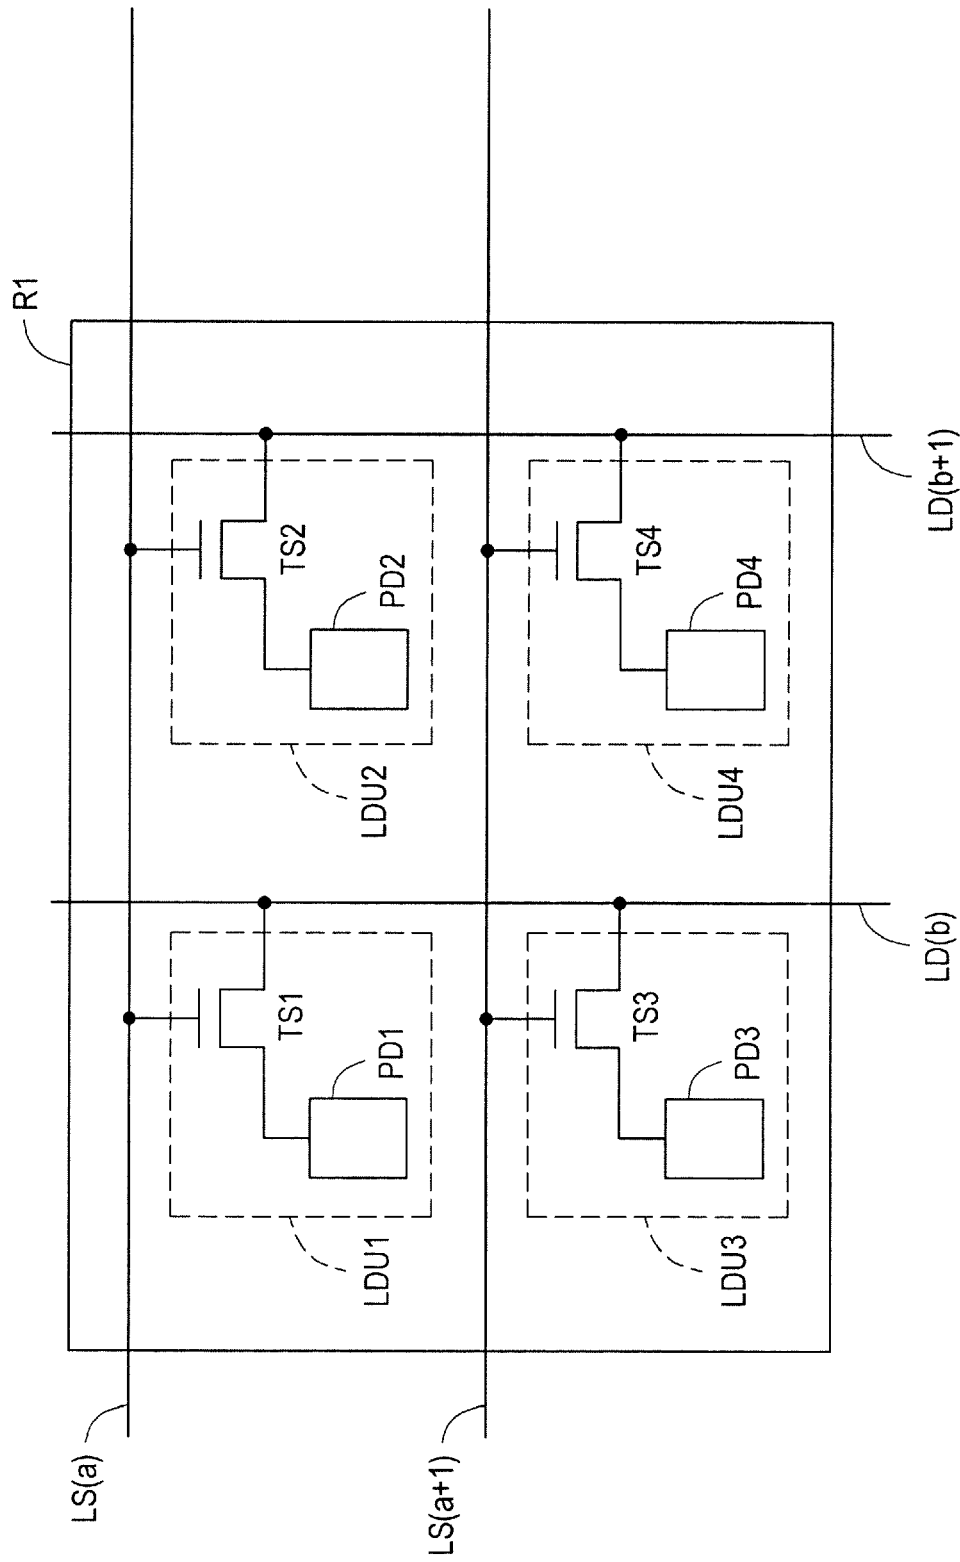 R1
LS(a)
TS1
PD1
LDU1
TS2
PD2
LDU2
LS(a+1)
TS3
PD3
LDU3
TS4
PD4
LDU4
LD(b)
LD(b+1)